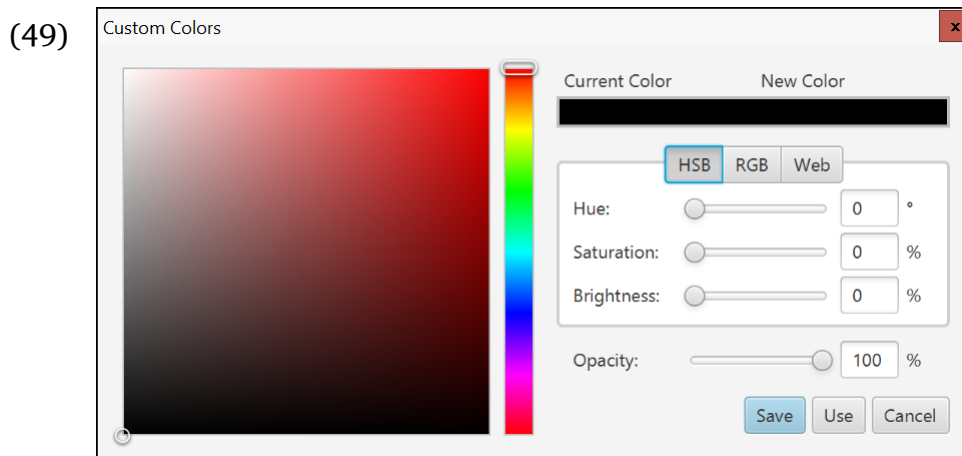 (49)
Custom Colors x
Current Color New Color
HSB RGB Web
Hue: 0 °
Saturation: 0 %
Brightness: 0 %
Opacity: 100 %
Save Use Cancel